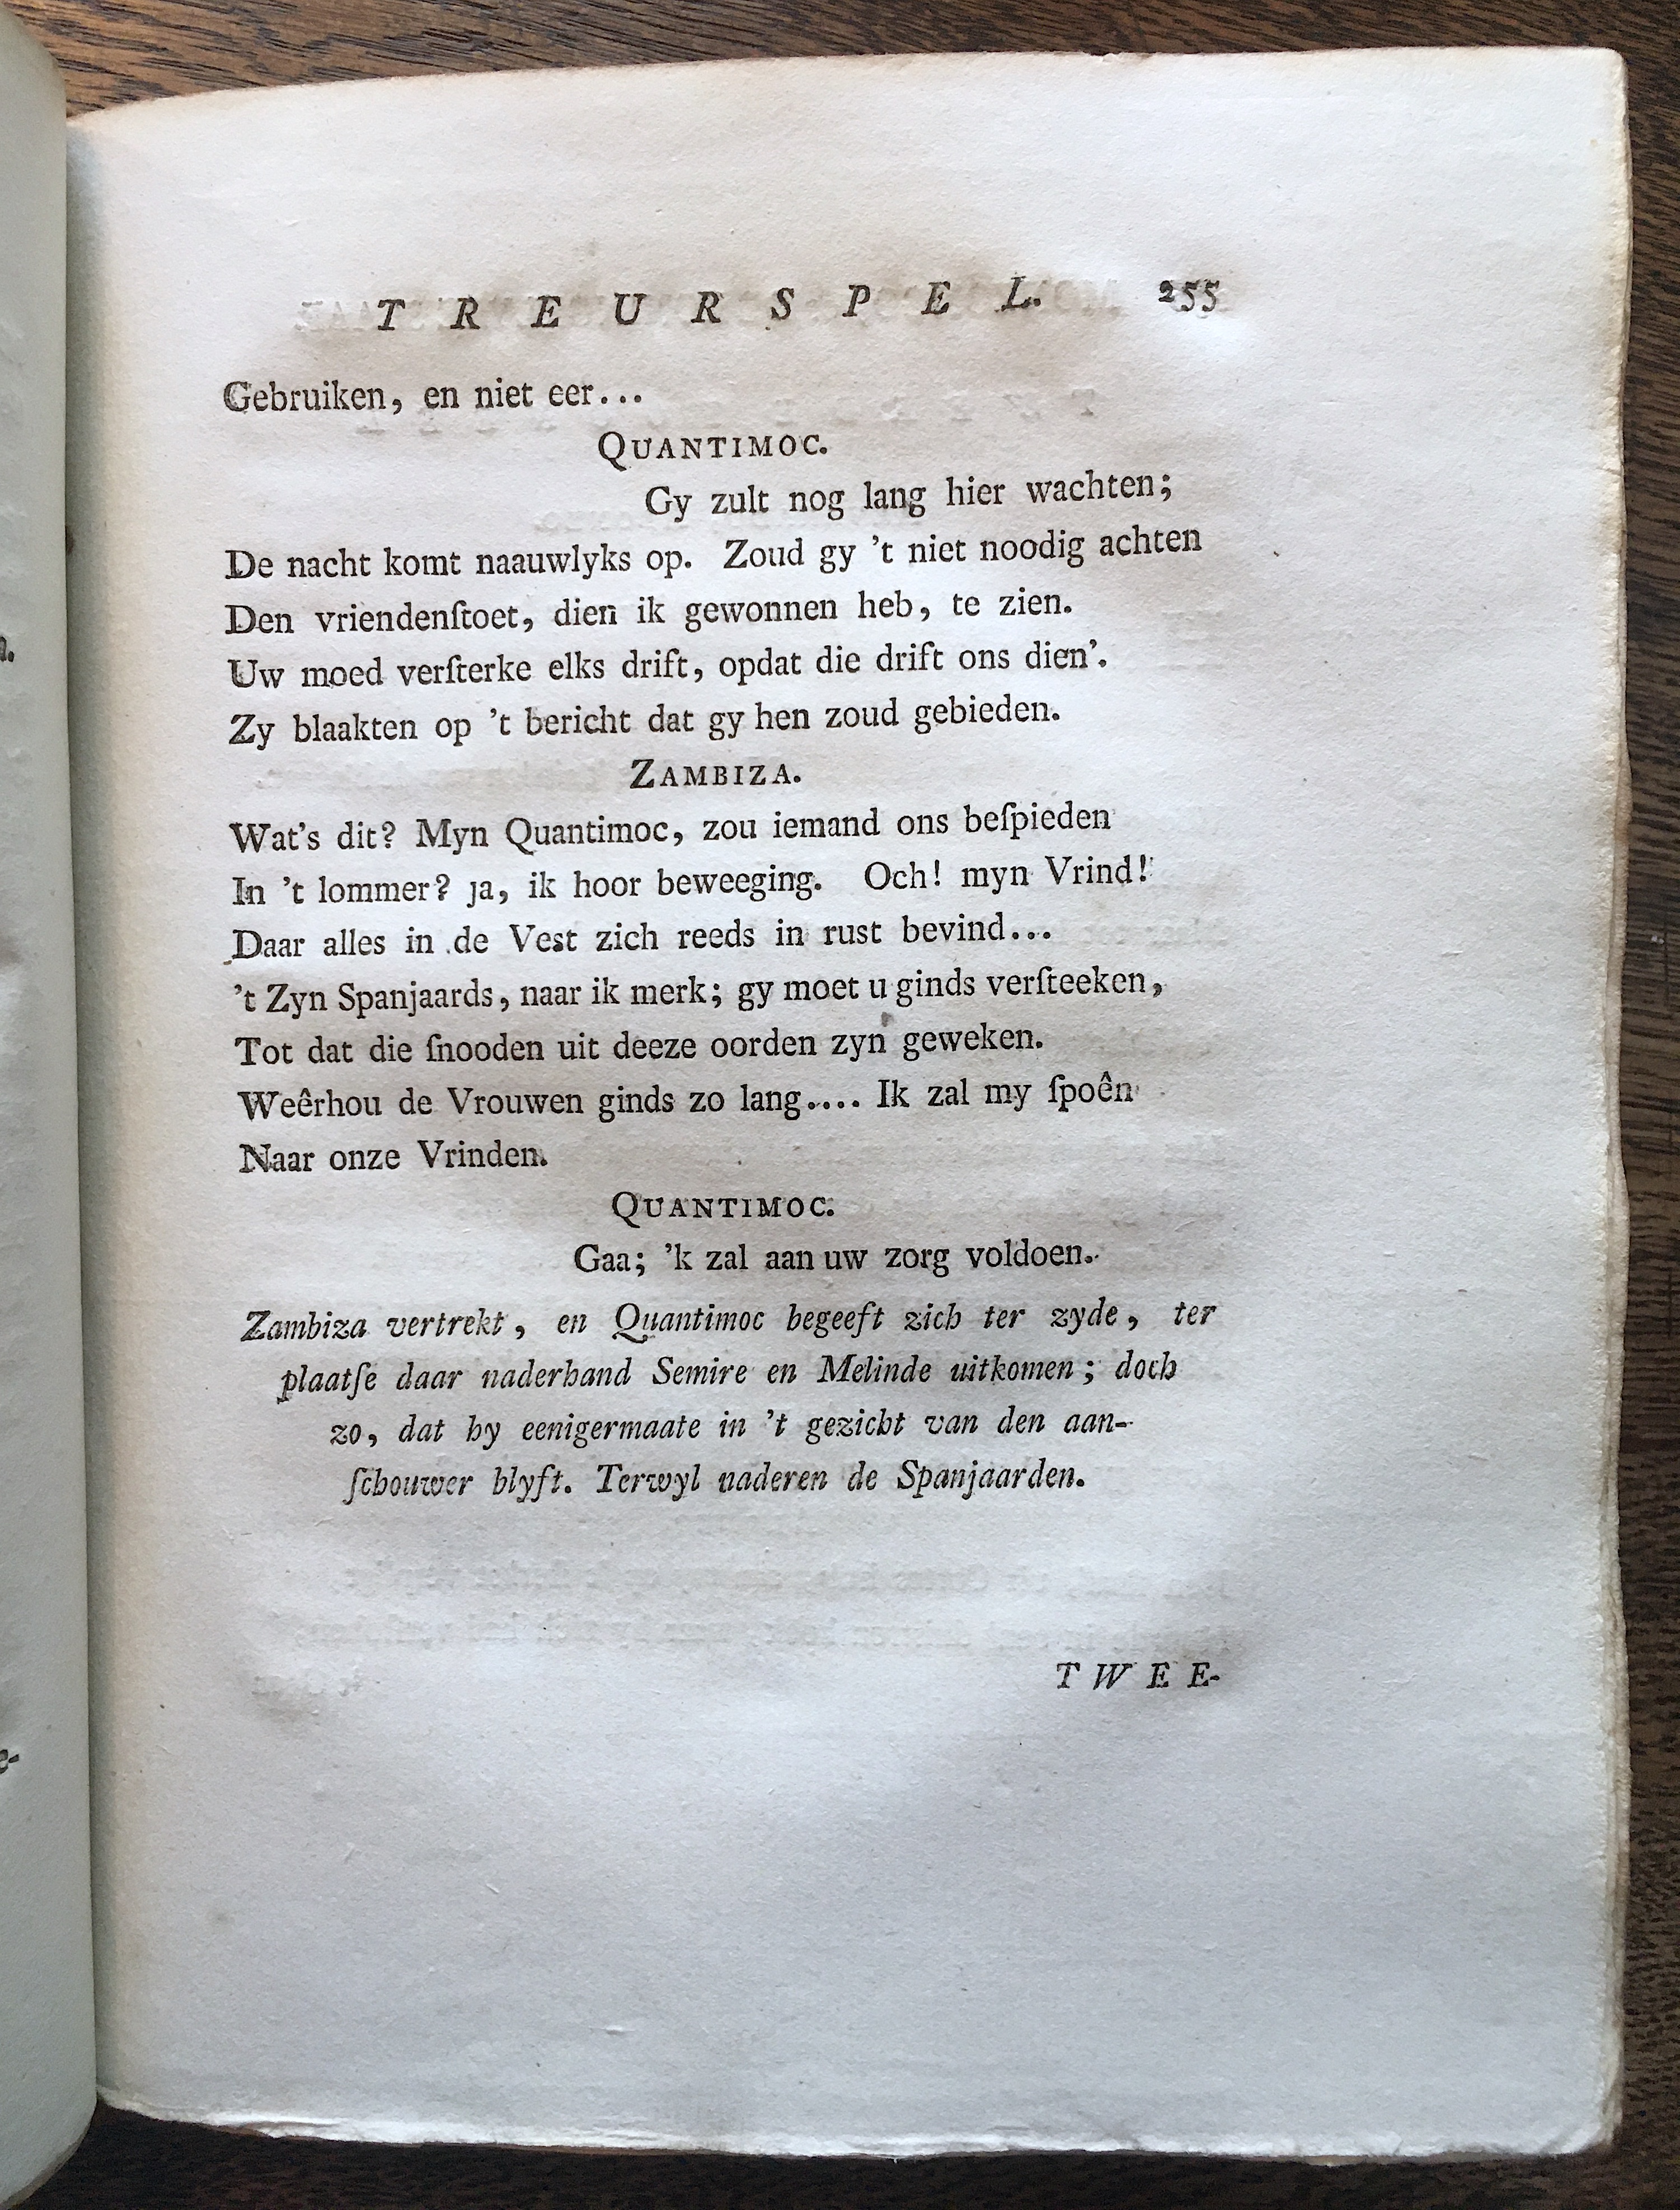 TREURSPEL. 255
Gebruiken, en niet eer...
QUANTIMOC.
Gy zult nog lang hier wachten;
De nacht komt naauwlyks op. Zoud gy 't niet noodig achten
Den vriendenſtoet, dien ik gewonnen heb, te zien.
Uw moed verſterke elks drift, opdat die drift ons dien'.
Zy blaakten op 't bericht dat gy hen zoud gebieden.
ZAMBIZA.
Wat's dit? Myn Quantimoc, zou iemand ons beſpieden
In 't lommer? ja, ik hoor beweeging. Och! myn Vrind!
Daar alles in de Vest zich reeds in rust bevind...
't Zyn Spanjaards, naar ik merk; gy moet u ginds verſteeken,
Tot dat die ſnooden uit deeze oorden zyn geweken.
Weêrhou de Vrouwen ginds zo lang.... Ik zal my ſpoên
Naar onze Vrinden.
QUANTIMOC.
Gaa; 'k zal aan uw zorg voldoen.
Zambiza vertrekt, en Quantimoc begeeft zich ter zyde, ter
plaatſe daar naderhand Semire en Melinde uitkomen; doch
zo, dat hy eenigermaate in 't gezicht van den aan-
ſchouwer blyft. Terwyl naderen de Spanjaarden.
TWEE-